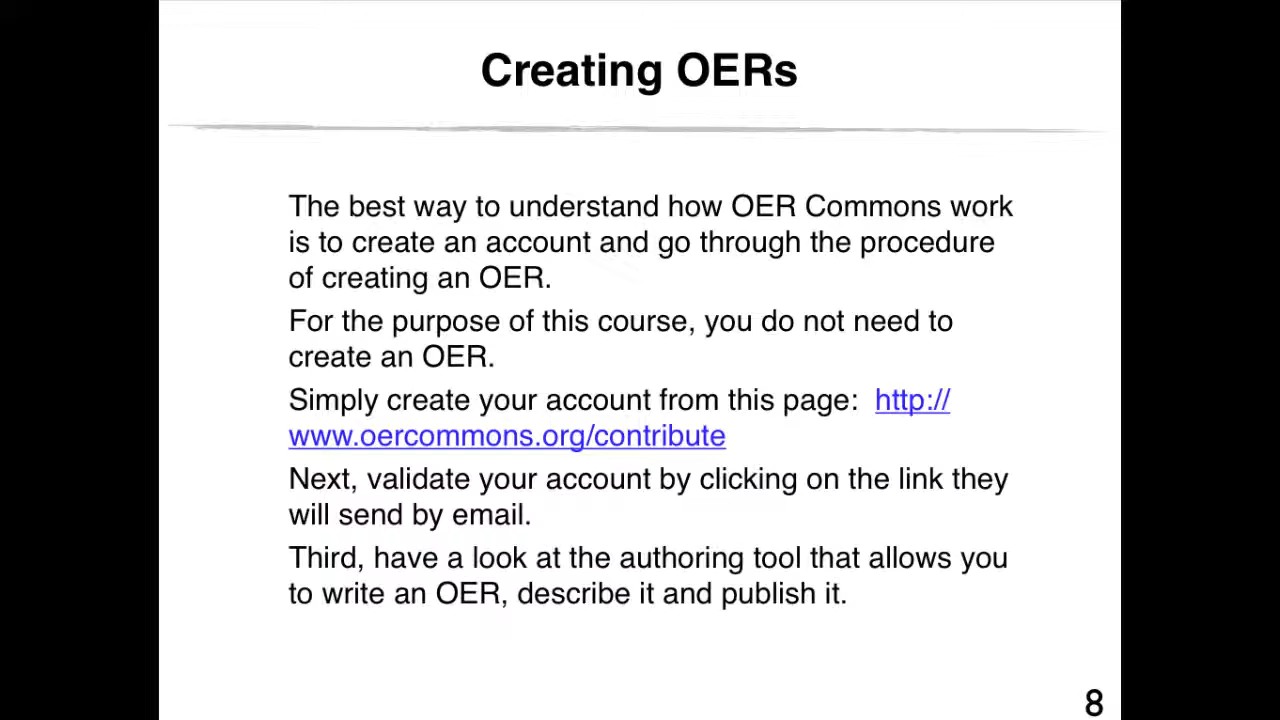 Creating OERs
The best way to understand how OER Commons work
is to create an account and go through the procedure
of creating an OER.
For the purpose of this course, you do not need to
create an OER.
Simply create your account from this page:  http://
www.oercommons.org/contribute
Next, validate your account by clicking on the link they
will send by email.
Third, have a look at the authoring tool that allows you
to write an OER, describe it and publish it.
8